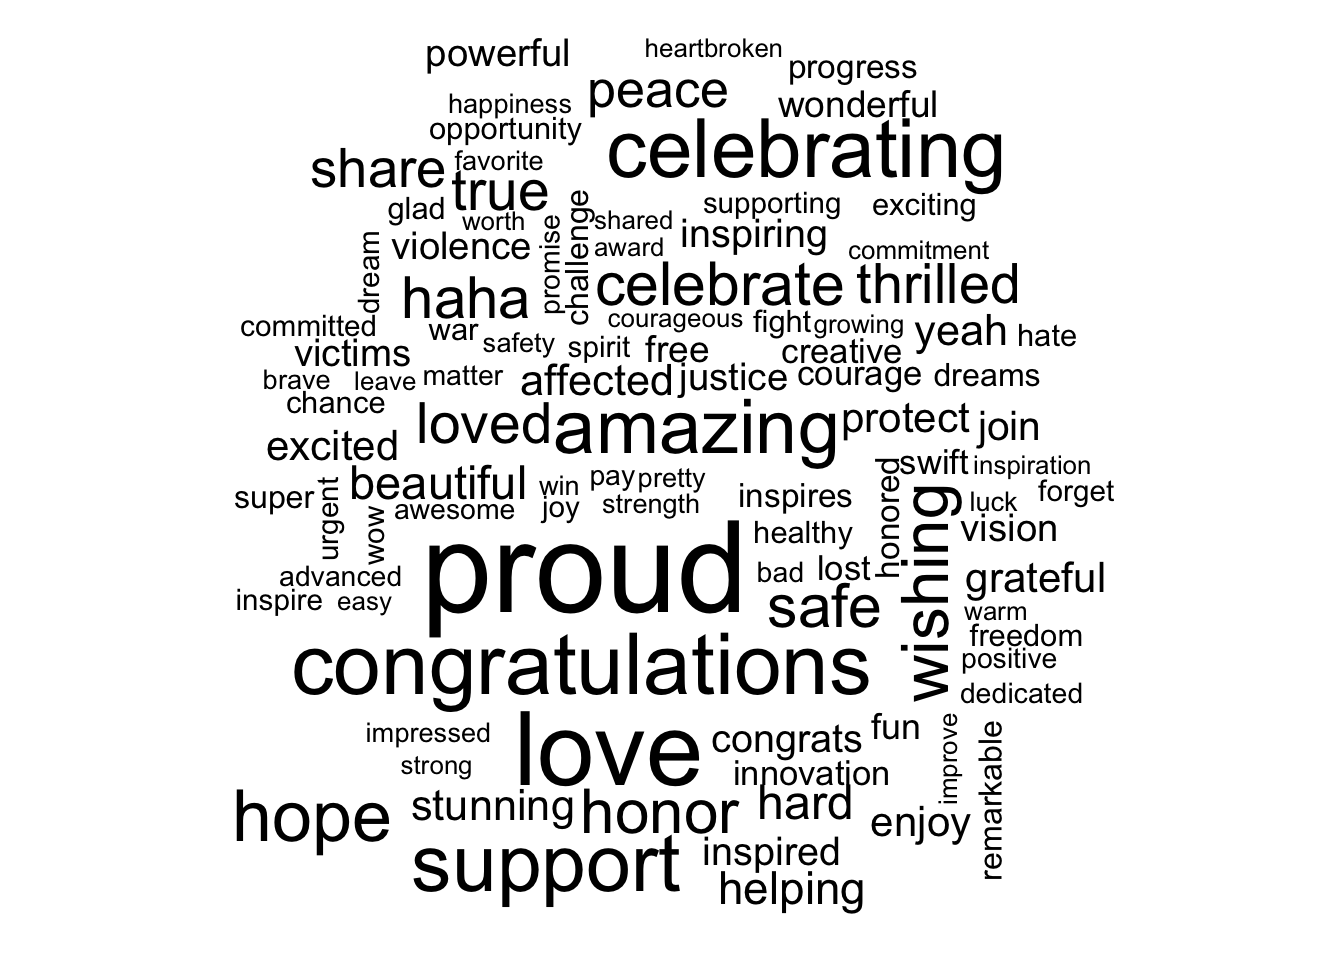 powerful heartbroken progress
happiness peace wonderful
opportunity celebrating
share favorite true
glad worth shared supporting exciting
dream violence promise challenge award inspiring commitment
haha celebrate thrilled
committed war safety spirit free courageous fight growing yeah hate
victims creative
brave leave matter affected justice courage dreams
chance loved amazing protect join
excited swift inspiration
super urgent beautiful win pay pretty inspires honored wishing luck forget
wow awesome joy strength healthy vision
advanced proud bad lost grateful
inspire easy safe warm
freedom
congratulations positive
dedicated
impressed love congrats fun improve remarkable
strong innovation
hope stunning honor hard enjoy
support inspired
helping